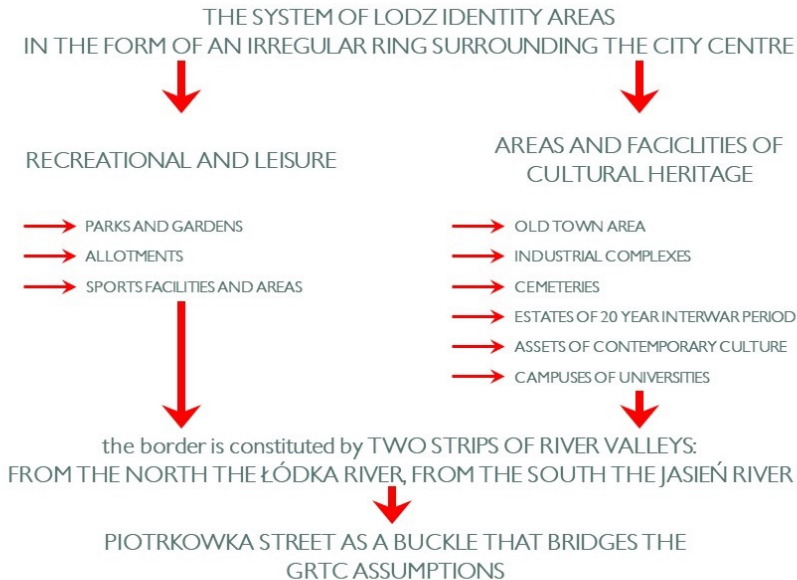 THE SYSTEM OF LODZ IDENTITY AREAS
IN THE FORM OF AN IRREGULAR RING SURROUNDING THE CITY CENTRE
RECREATIONAL AND LEISURE
PARKS AND GARDENS
ALLOTMENTS
SPORTS FACILITIES AND AREAS
AREAS AND FACICLITIES OF
CULTURAL HERITAGE
OLD TOWN AREA
INDUSTRIAL COMPLEXES
CEMETERIES
ESTATES OF 20 YEAR INTERWAR PERIOD
ASSETS OF CONTEMPORARY CULTURE
CAMPUSES OF UNIVERSITIES
the border is constituted by TWO STRIPS OF RIVER VALLEYS:
FROM THE NORTH THE ŁÓDKA RIVER, FROM THE SOUTH THE JASIEŃ RIVER
PIOTRKOWKA STREET AS A BUCKLE THAT BRIDGES THE
GRTC ASSUMPTIONS